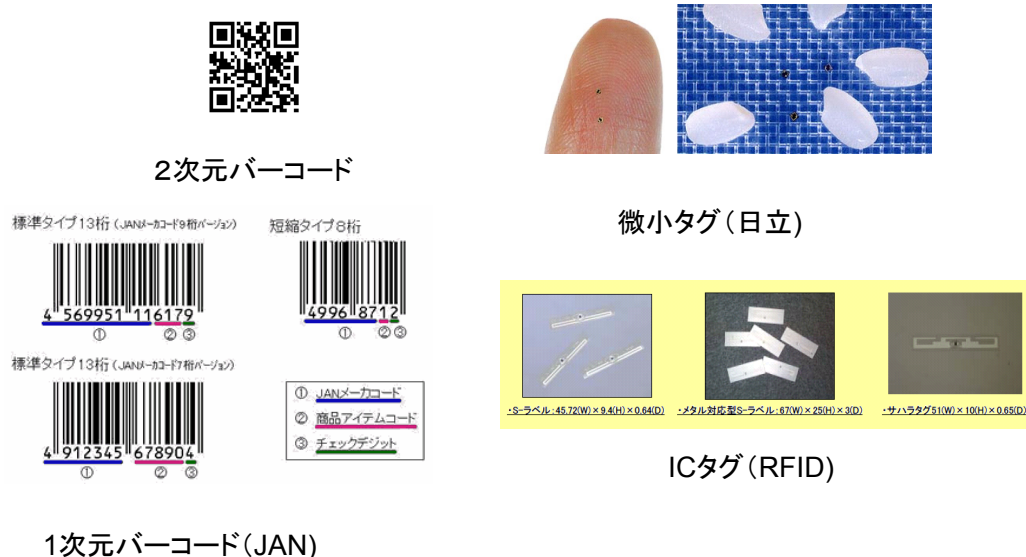 ２次元バーコード
標準タイプ13桁（JANメーカコード9桁バージョン）
4 569951 116179
① ② ③
短縮タイプ8桁
4996 8712
① ② ③
標準タイプ13桁（JANメーカコード7桁バージョン）
4 912345 678904
① ② ③
① JANメーカコード
② 商品アイテムコード
③ チェックデジット
1次元バーコード（JAN）
微小タグ（日立）
・S-ラベル：45.72(W)×9.4(H)×0.64(D)
・メタル対応型S-ラベル：67(W)×25(H)×3(D)
・サハラタグ51(W)×10(H)×0.65(D)
ICタグ（RFID）